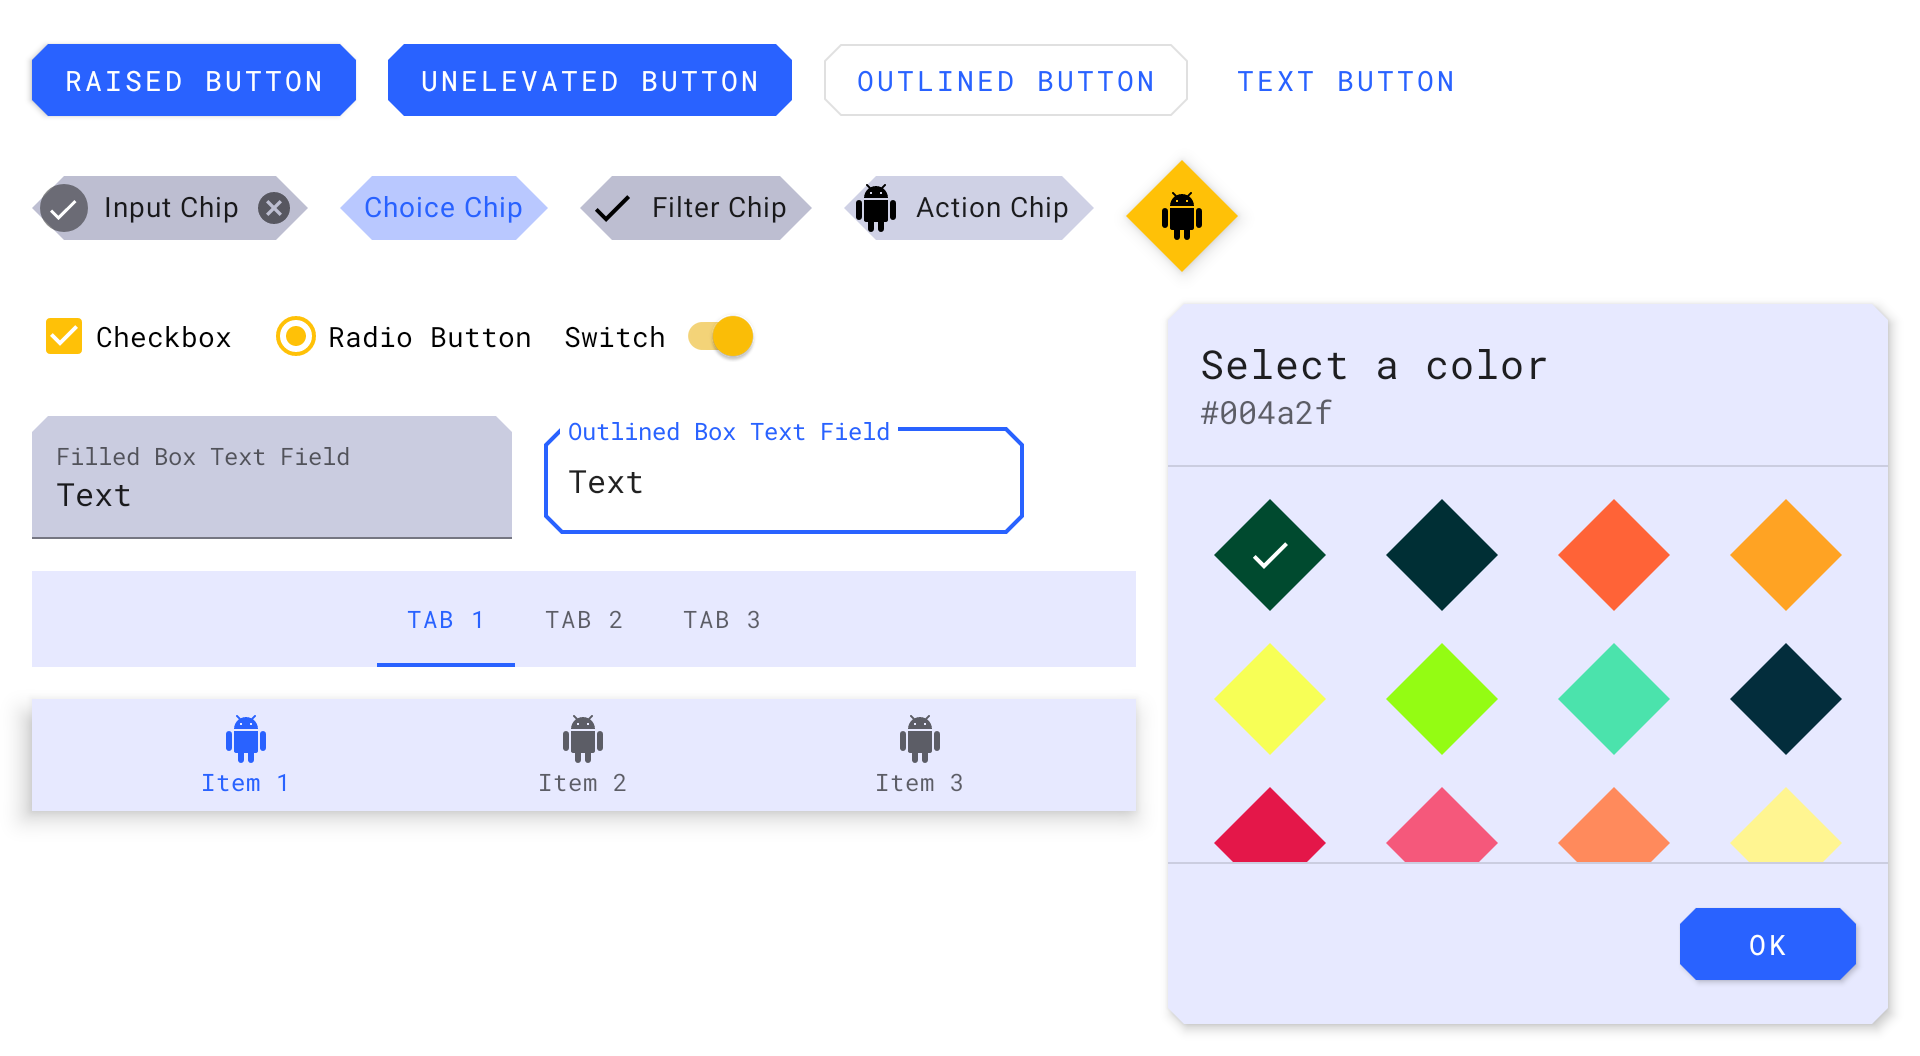 RAISED BUTTON
UNELEVATED BUTTON
OUTLINED BUTTON
TEXT BUTTON
Input Chip
Choice Chip
Filter Chip
Action Chip
Checkbox
Radio Button
Switch
Filled Box Text Field
Text
Outlined Box Text Field
Text
TAB 1
TAB 2
TAB 3
Item 1
Item 2
Item 3
Select a color
#004a2f
OK